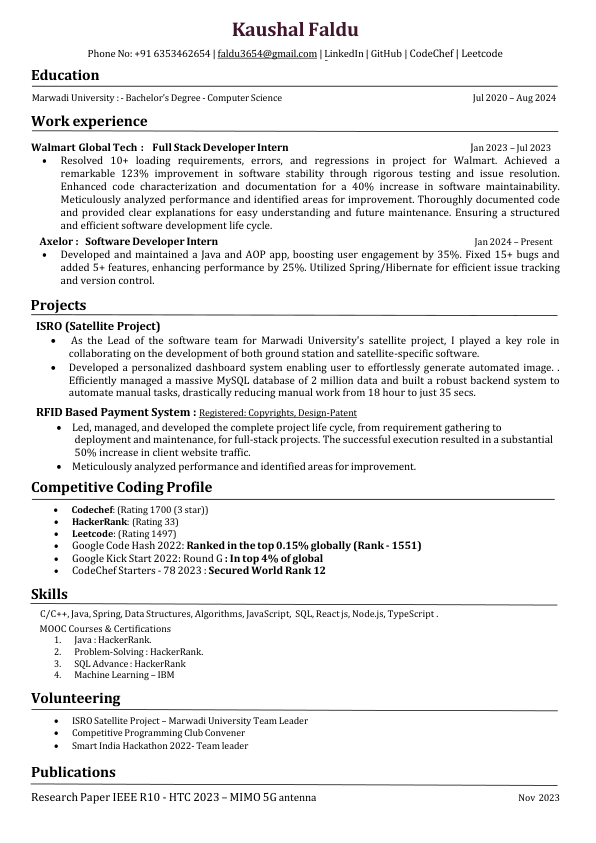 Kaushal Faldu
Phone No: +91 6353462654 | faldu3654@gmail.com | LinkedIn | GitHub | CodeChef | Leetcode
Education
Marwadi University : - Bachelor's Degree - Computer Science Jul 2020 – Aug 2024
Work experience
Walmart Global Tech : Full Stack Developer Intern Jan 2023 – Jul 2023
• Resolved 10+ loading requirements, errors, and regressions in project for Walmart. Achieved a
remarkable 123% improvement in software stability through rigorous testing and issue resolution.
Enhanced code characterization and documentation for a 40% increase in software maintainability.
Meticulously analyzed performance and identified areas for improvement. Thoroughly documented code
and provided clear explanations for easy understanding and future maintenance. Ensuring a structured
and efficient software development life cycle.
Axelor : Software Developer Intern Jan 2024 – Present
• Developed and maintained a Java and AOP app, boosting user engagement by 35%. Fixed 15+ bugs and
added 5+ features, enhancing performance by 25%. Utilized Spring/Hibernate for efficient issue tracking
and version control.
Projects
ISRO (Satellite Project)
• As the Lead of the software team for Marwadi University's satellite project, I played a key role in
collaborating on the development of both ground station and satellite-specific software.
• Developed a personalized dashboard system enabling user to effortlessly generate automated image. .
Efficiently managed a massive MySQL database of 2 million data and built a robust backend system to
automate manual tasks, drastically reducing manual work from 18 hour to just 35 secs.
RFID Based Payment System : Registered: Copyrights, Design-Patent
• Led, managed, and developed the complete project life cycle, from requirement gathering to
deployment and maintenance, for full-stack projects. The successful execution resulted in a substantial
50% increase in client website traffic.
• Meticulously analyzed performance and identified areas for improvement.
Competitive Coding Profile
• Codechef: (Rating 1700 (3 star))
• HackerRank: (Rating 33)
• Leetcode: (Rating 1497)
• Google Code Hash 2022: Ranked in the top 0.15% globally (Rank - 1551)
• Google Kick Start 2022: Round G : In top 4% of global
• CodeChef Starters - 78 2023 : Secured World Rank 12
Skills
C/C++, Java, Spring, Data Structures, Algorithms, JavaScript, SQL, React js, Node.js, TypeScript .
MOOC Courses & Certifications
1. Java : HackerRank.
2. Problem-Solving : HackerRank.
3. SQL Advance : HackerRank
4. Machine Learning – IBM
Volunteering
• ISRO Satellite Project – Marwadi University Team Leader
• Competitive Programming Club Convener
• Smart India Hackathon 2022- Team leader
Publications
Research Paper IEEE R10 - HTC 2023 – MIMO 5G antenna Nov 2023